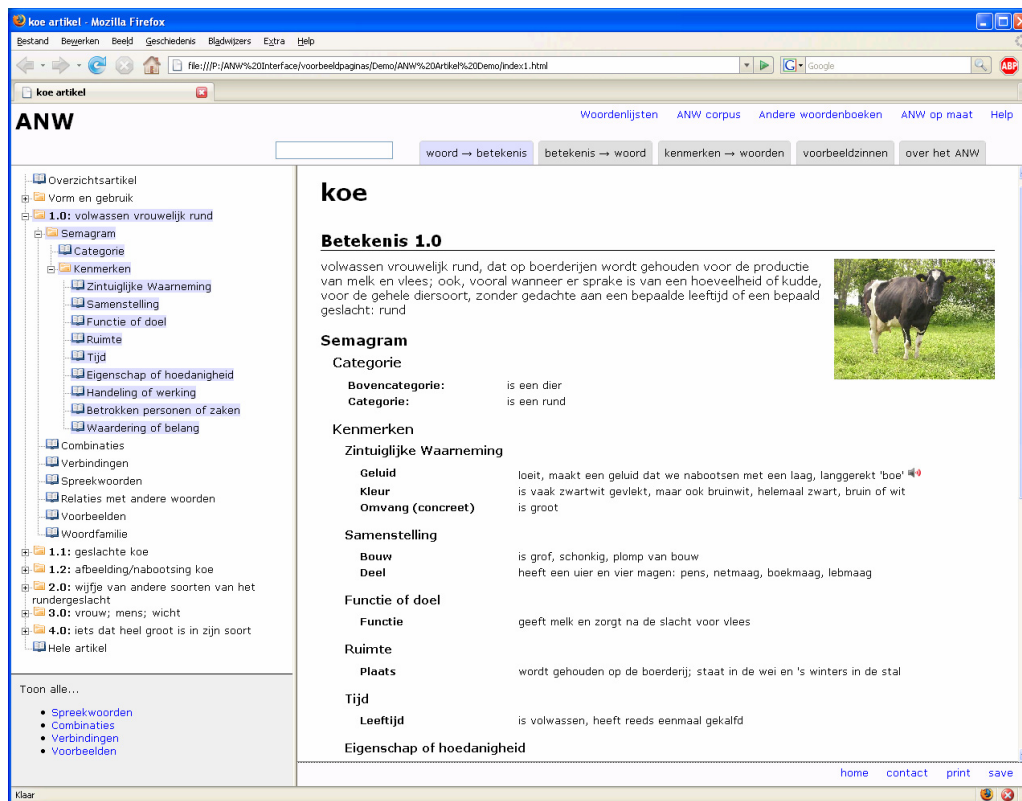 koe artikel - Mozilla Firefox
Bestand Bewerken Beeld Geschiedenis Bladwijzers Extra Help
file:///P:/ANW%20Interface/voorbeeldpaginas/Demo/ANW%20Artikel%20Demo/index1.html
G Google
ABP
koe artikel
ANW
Woordenlijsten ANW corpus Andere woordenboeken ANW op maat Help
woord → betekenis betekenis → woord kenmerken → woorden voorbeeldzinnen over het ANW
Overzichtsartikel
Vorm en gebruik
1.0: volwassen vrouwelijk rund
Semagram
Categorie
Kenmerken
Zintuiglijke Waarneming
Samenstelling
Functie of doel
Ruimte
Tijd
Eigenschap of hoedanigheid
Handeling of werking
Betrokken personen of zaken
Waardering of belang
Combinaties
Verbindingen
Spreekwoorden
Relaties met andere woorden
Voorbeelden
Woordfamilie
1.1: geslachte koe
1.2: afbeelding/nabootsing koe
2.0: wijfje van andere soorten van het
rundergeslacht
3.0: vrouw; mens; wicht
4.0: iets dat heel groot is in zijn soort
Hele artikel
Toon alle...
• Spreekwoorden
• Combinaties
• Verbindingen
• Voorbeelden
koe
Betekenis 1.0
volwassen vrouwelijk rund, dat op boerderijen wordt gehouden voor de productie
van melk en vlees; ook, vooral wanneer er sprake is van een hoeveelheid of kudde,
voor de gehele diersoort, zonder gedachte aan een bepaalde leeftijd of een bepaald
geslacht: rund
Semagram
Categorie
Bovencategorie: is een dier
Categorie: is een rund
Kenmerken
Zintuiglijke Waarneming
Geluid loeit, maakt een geluid dat we nabootsen met een laag, langgerekt 'boe'
Kleur is vaak zwartwit gevlekt, maar ook bruinwit, helemaal zwart, bruin of wit
Omvang (concreet) is groot
Samenstelling
Bouw is grof, schonkig, plomp van bouw
Deel heeft een uier en vier magen: pens, netmaag, boekmaag, lebmaag
Functie of doel
Functie geeft melk en zorgt na de slacht voor vlees
Ruimte
Plaats wordt gehouden op de boerderij; staat in de wei en 's winters in de stal
Tijd
Leeftijd is volwassen, heeft reeds eenmaal gekalfd
Eigenschap of hoedanigheid
home contact print save
Klaar